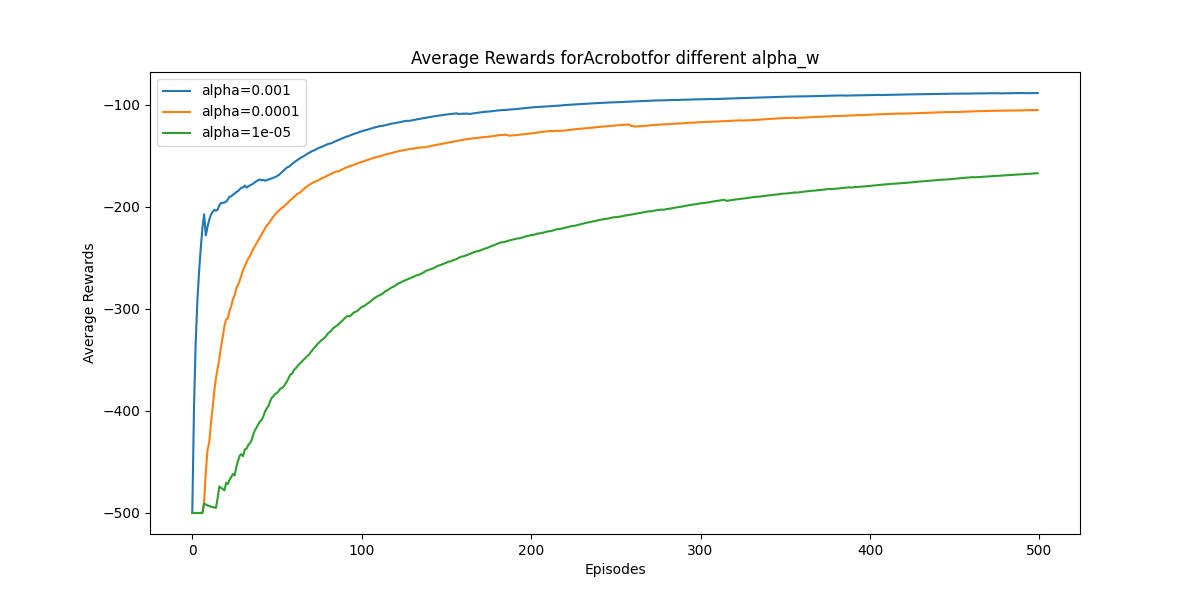 Average Rewards forAcrobotfor different alpha_w
alpha=0.001
alpha=0.0001
alpha=1e-05
Average Rewards
−100
−200
−300
−400
−500
0 100 200 300 400 500
Episodes